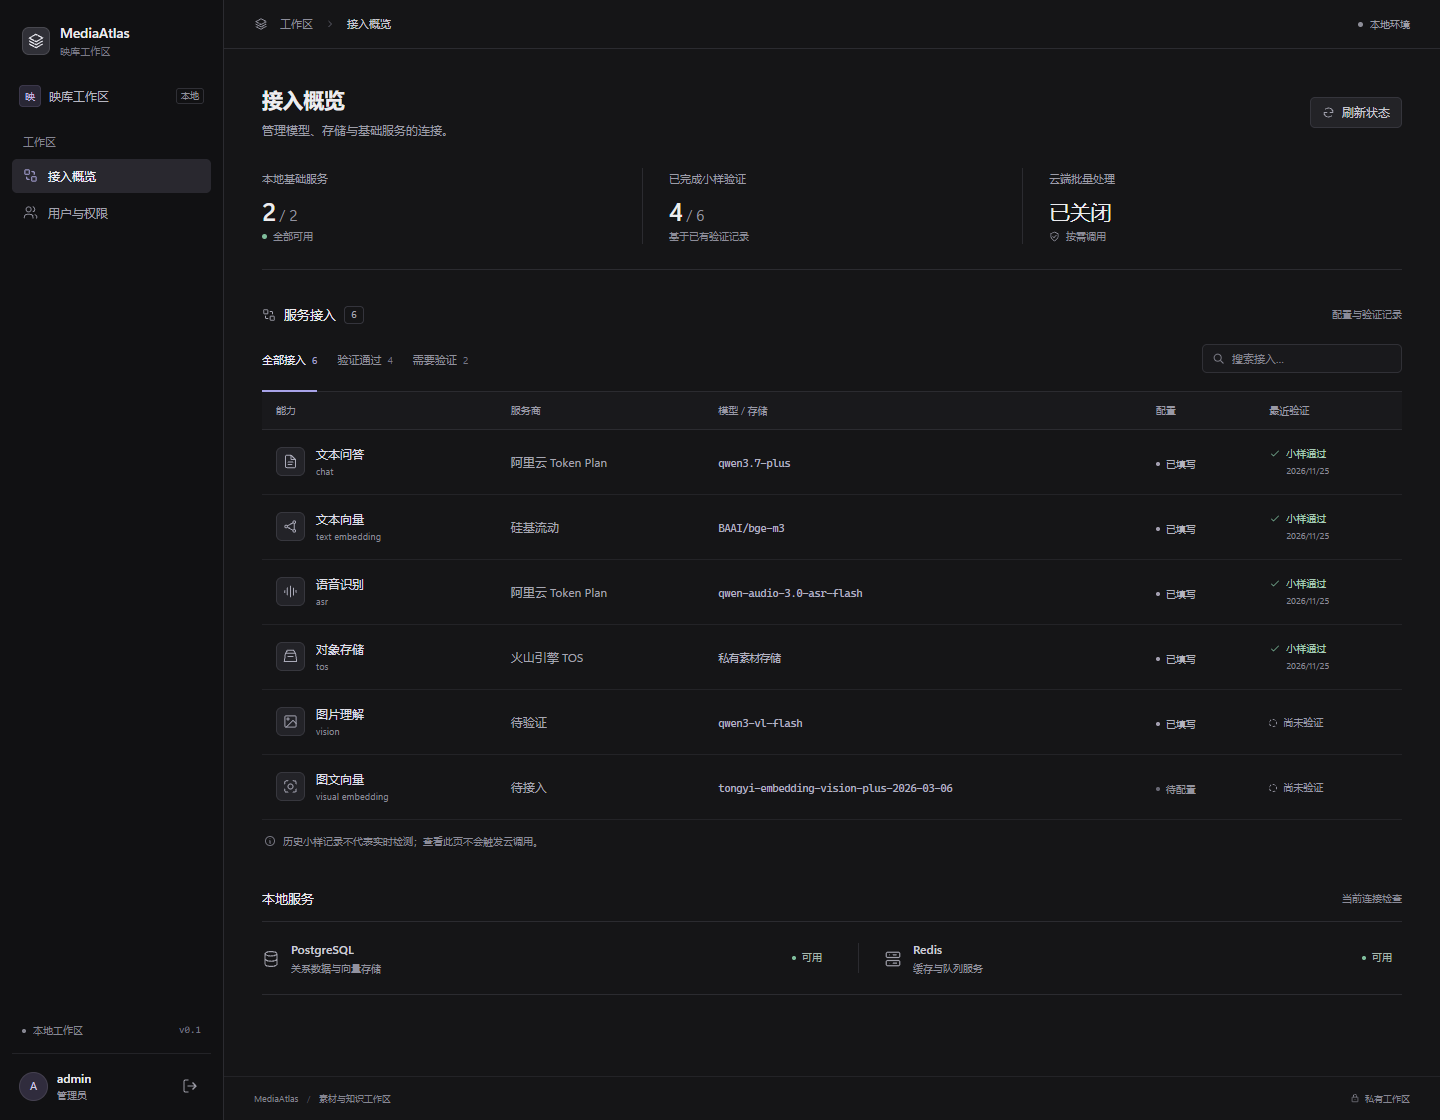 MediaAtlas
映库工作区
映 映库工作区 本地
工作区
接入概览
用户与权限
本地工作区 v0.1
A admin
管理员
工作区 › 接入概览
本地环境
接入概览
管理模型、存储与基础服务的连接。
刷新状态
本地基础服务
2 / 2
全部可用
已完成小样验证
4 / 6
基于已有验证记录
云端批量处理
已关闭
按需调用
服务接入 6
配置与验证记录
全部接入 6 验证通过 4 需要验证 2
搜索接入...
能力 服务商 模型 / 存储 配置 最近验证
文本问答
chat
阿里云 Token Plan
qwen3.7-plus
已填写
小样通过
2026/11/25
文本向量
text embedding
硅基流动
BAAI/bge-m3
已填写
小样通过
2026/11/25
语音识别
asr
阿里云 Token Plan
qwen-audio-3.0-asr-flash
已填写
小样通过
2026/11/25
对象存储
tos
火山引擎 TOS
私有素材存储
已填写
小样通过
2026/11/25
图片理解
vision
待验证
qwen3-vl-flash
已填写
尚未验证
图文向量
visual embedding
待接入
tongyi-embedding-vision-plus-2026-03-06
待配置
尚未验证
历史小样记录不代表实时检测；查看此页不会触发云调用。
本地服务
当前连接检查
PostgreSQL
关系数据与向量存储
可用
Redis
缓存与队列服务
可用
MediaAtlas / 素材与知识工作区
私有工作区